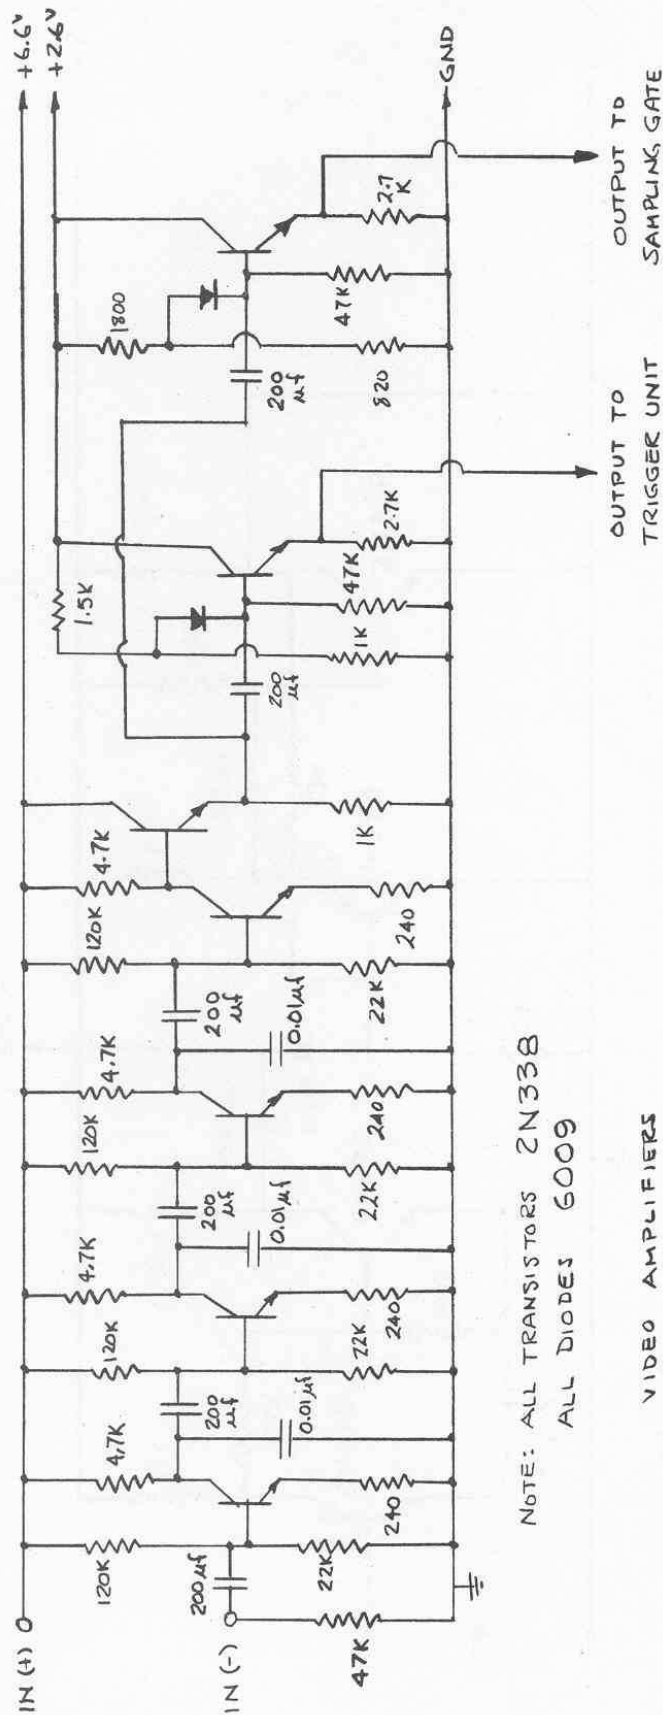 IN (+)
+6.6V
+2.6V
120K
4.7K
120K
4.7K
120K
4.7K
120K
4.7K
1.5K
1800
IN (-)
200µf
200
µf
200
µf
200
µf
200
µf
200
µf
47K
22K
240
0.01µf
22K
240
0.01µf
22K
240
0.01µf
22K
240
1K
1K
47K
2.7K
820
47K
2.7
K
GND
NOTE: ALL TRANSISTORS 2N338
ALL DIODES 6009
OUTPUT TO
TRIGGER UNIT
OUTPUT TO
SAMPLING GATE
VIDEO AMPLIFIERS